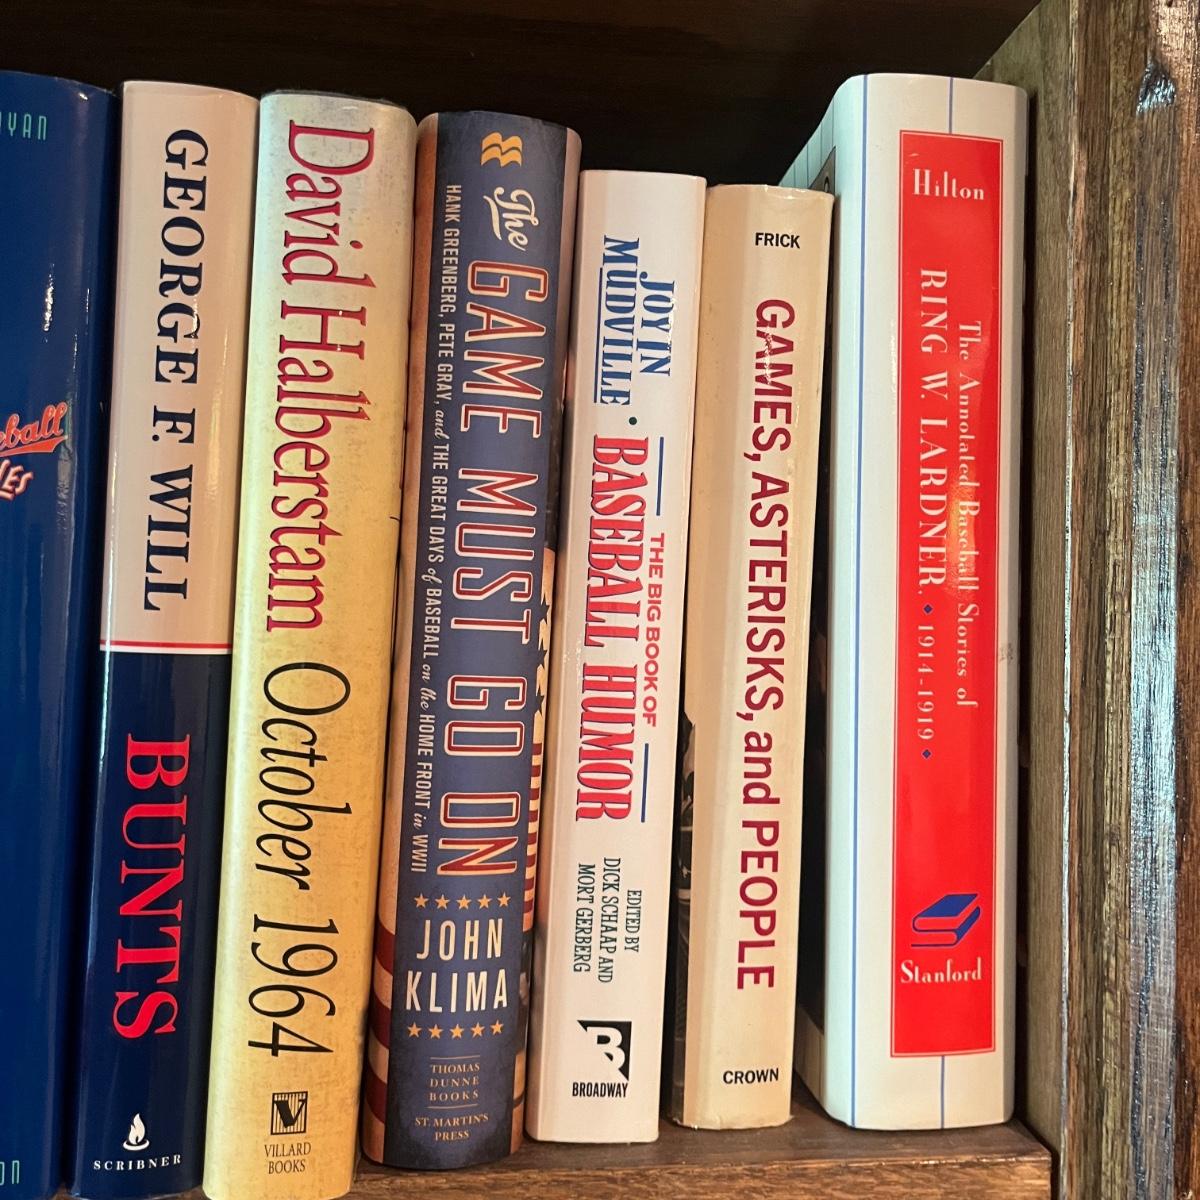 GEORGE F. WILL
BUNTS
SCRIBNER
David Halberstam October 1964
VILLARD
BOOKS
The GAME MUST GO ON
HANK GREENBERG, PETE GRAY, and THE GREAT DAYS of BASEBALL on the HOME FRONT in WWII
JOHN
KLIMA
THOMAS
DUNNE
BOOKS
ST. MARTIN'S
PRESS
JOY IN
MUDVILLE •
THE BIG BOOK OF
BASEBALL HUMOR
EDITED BY
DICK SCHAAP AND
MORT GERBERG
B
BROADWAY
FRICK
GAMES, ASTERISKS, and PEOPLE
CROWN
Hilton
The Annotated Baseball Stories of
RING W. LARDNER, • 1914-1919 •
Stanford